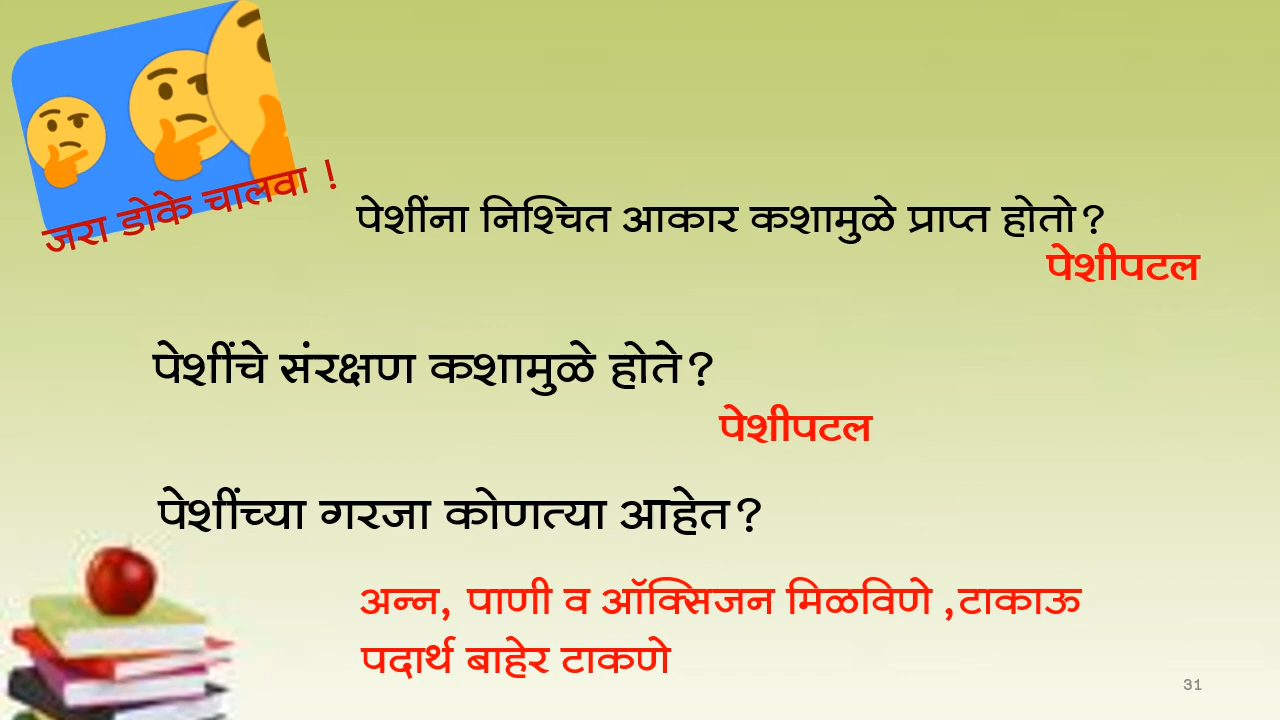 जरा डोके चालवा !
पेशींना निश्चित आकार कशामुळे प्राप्त होतो?
पेशीपटल
पेशींचे संरक्षण कशामुळे होते?
पेशीपटल
पेशींच्या गरजा कोणत्या आहेत?
अन्न, पाणी व ऑक्सिजन मिळविणे ,टाकाऊ
पदार्थ बाहेर टाकणे
31